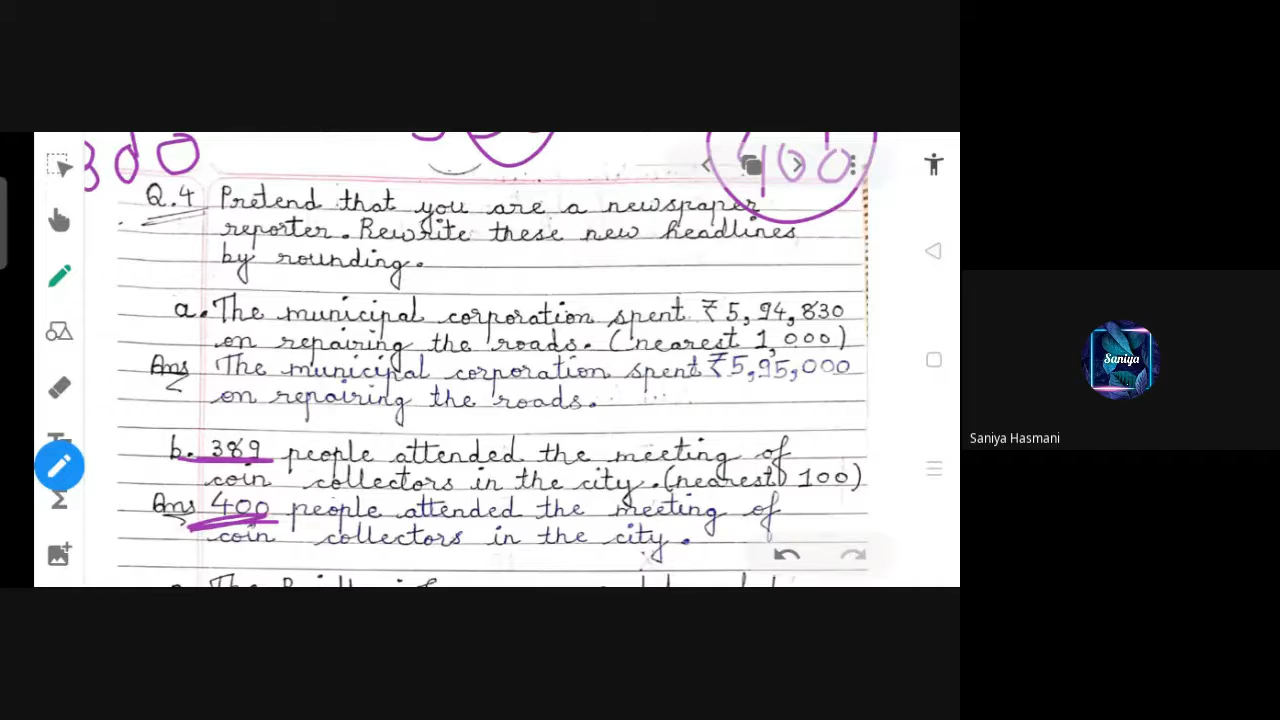 300
400
Q.4 Pretend that you are a newspaper
reporter. Rewrite these new headlines
by rounding.
a. The municipal corporation spent ₹5,94,830
on repairing the roads. (nearest 1,000)
Ans The municipal corporation spent ₹5,95,000
on repairing the roads.
b. 389 people attended the meeting of
coin collectors in the city. (nearest 100)
Ans 400 people attended the meeting of
coin collectors in the city.
Saniya
Saniya Hasmani